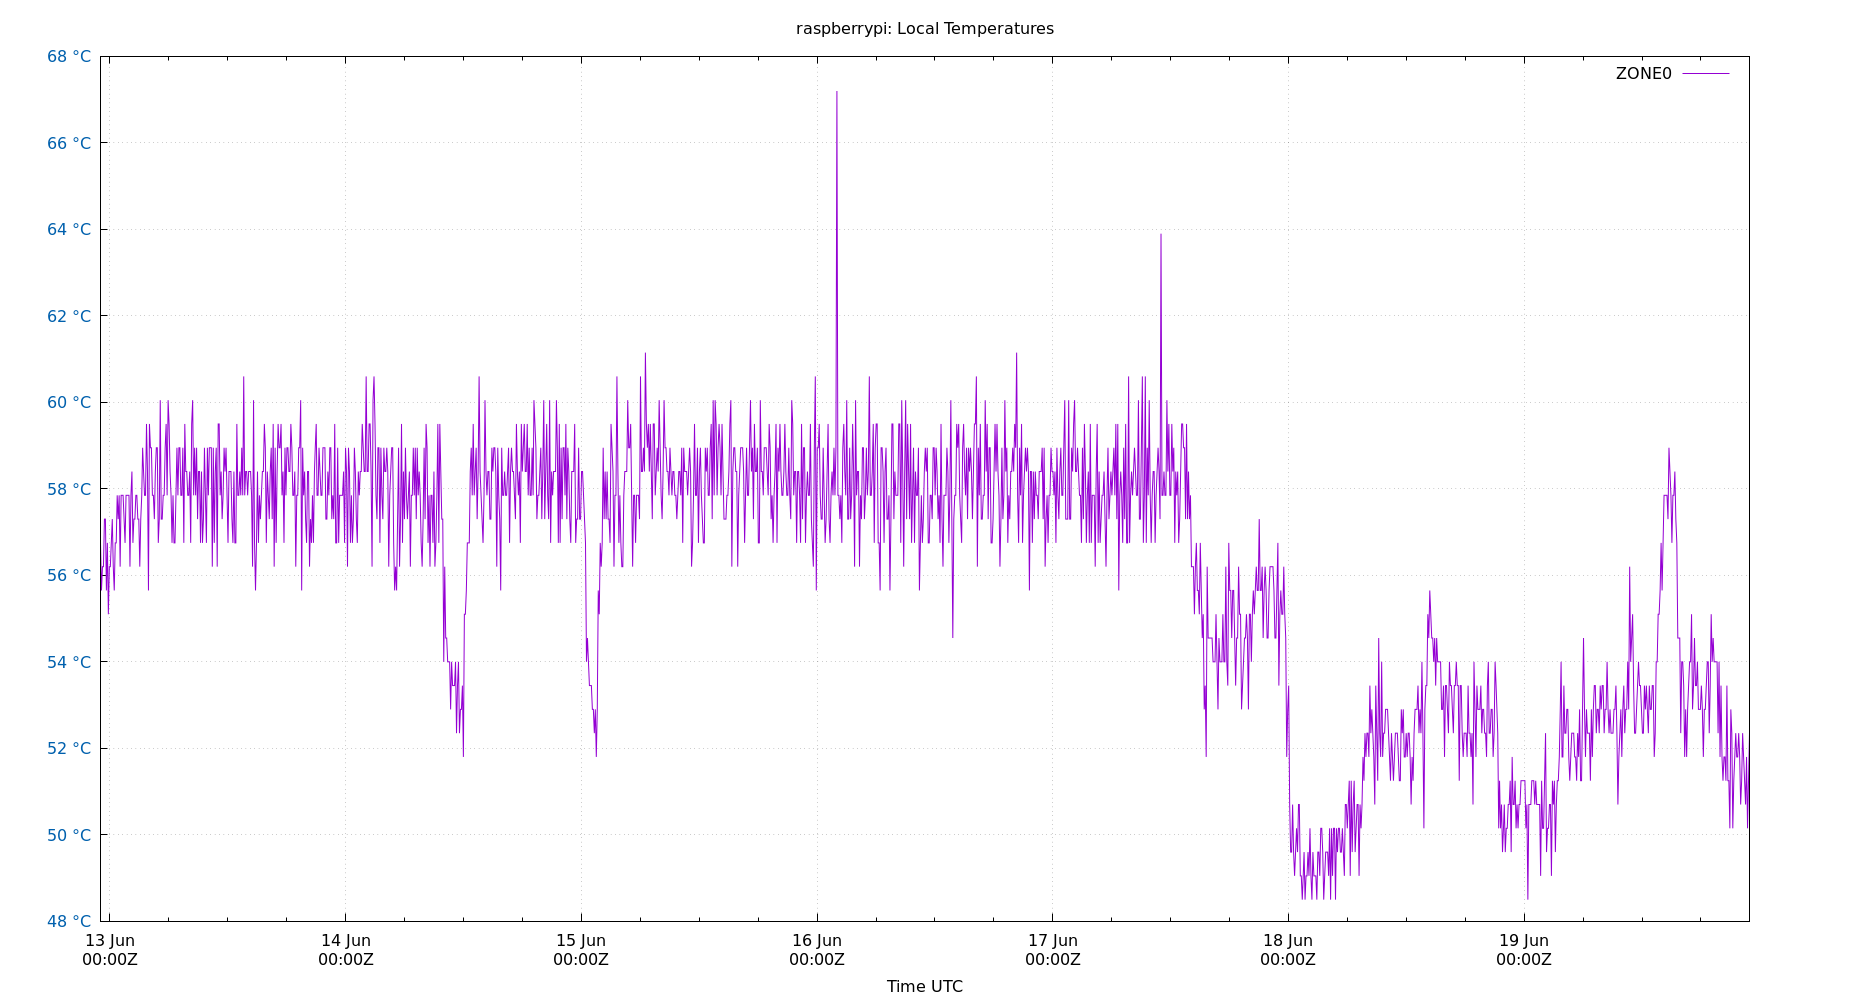 raspberrypi: Local Temperatures
ZONE0
68 °C
66 °C
64 °C
62 °C
60 °C
58 °C
56 °C
54 °C
52 °C
50 °C
48 °C
13 Jun 14 Jun 15 Jun 16 Jun 17 Jun 18 Jun 19 Jun
00:00Z 00:00Z 00:00Z 00:00Z 00:00Z 00:00Z 00:00Z
Time UTC